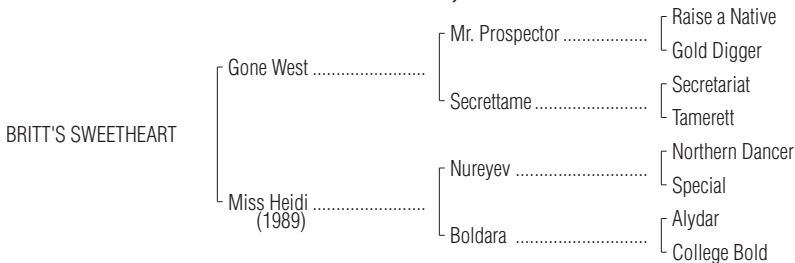 Raise a Native
Mr. Prospector ..................
Gold Digger
Gone West ........................
Secretariat
Secrettame ........................
Tamerett
BRITT'S SWEETHEART
Northern Dancer
Nureyev ............................
Special
Miss Heidi ........................
(1989)
Alydar
Boldara ............................
College Bold